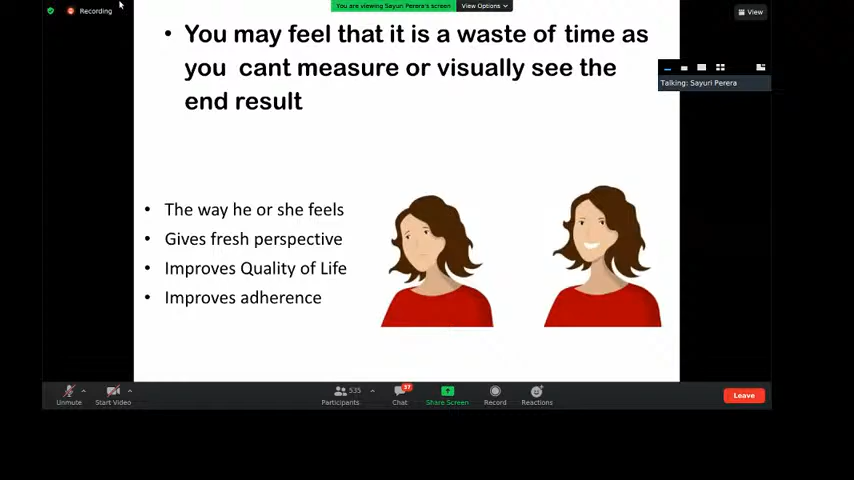 Recording
You are viewing Sayuri Perera's screen
View Options
View
• You may feel that it is a waste of time as
you cant measure or visually see the
end result
Talking: Sayuri Perera
• The way he or she feels
• Gives fresh perspective
• Improves Quality of Life
• Improves adherence
Unmute
Start Video
535
Participants
37
Chat
Share Screen
Record
Reactions
Leave